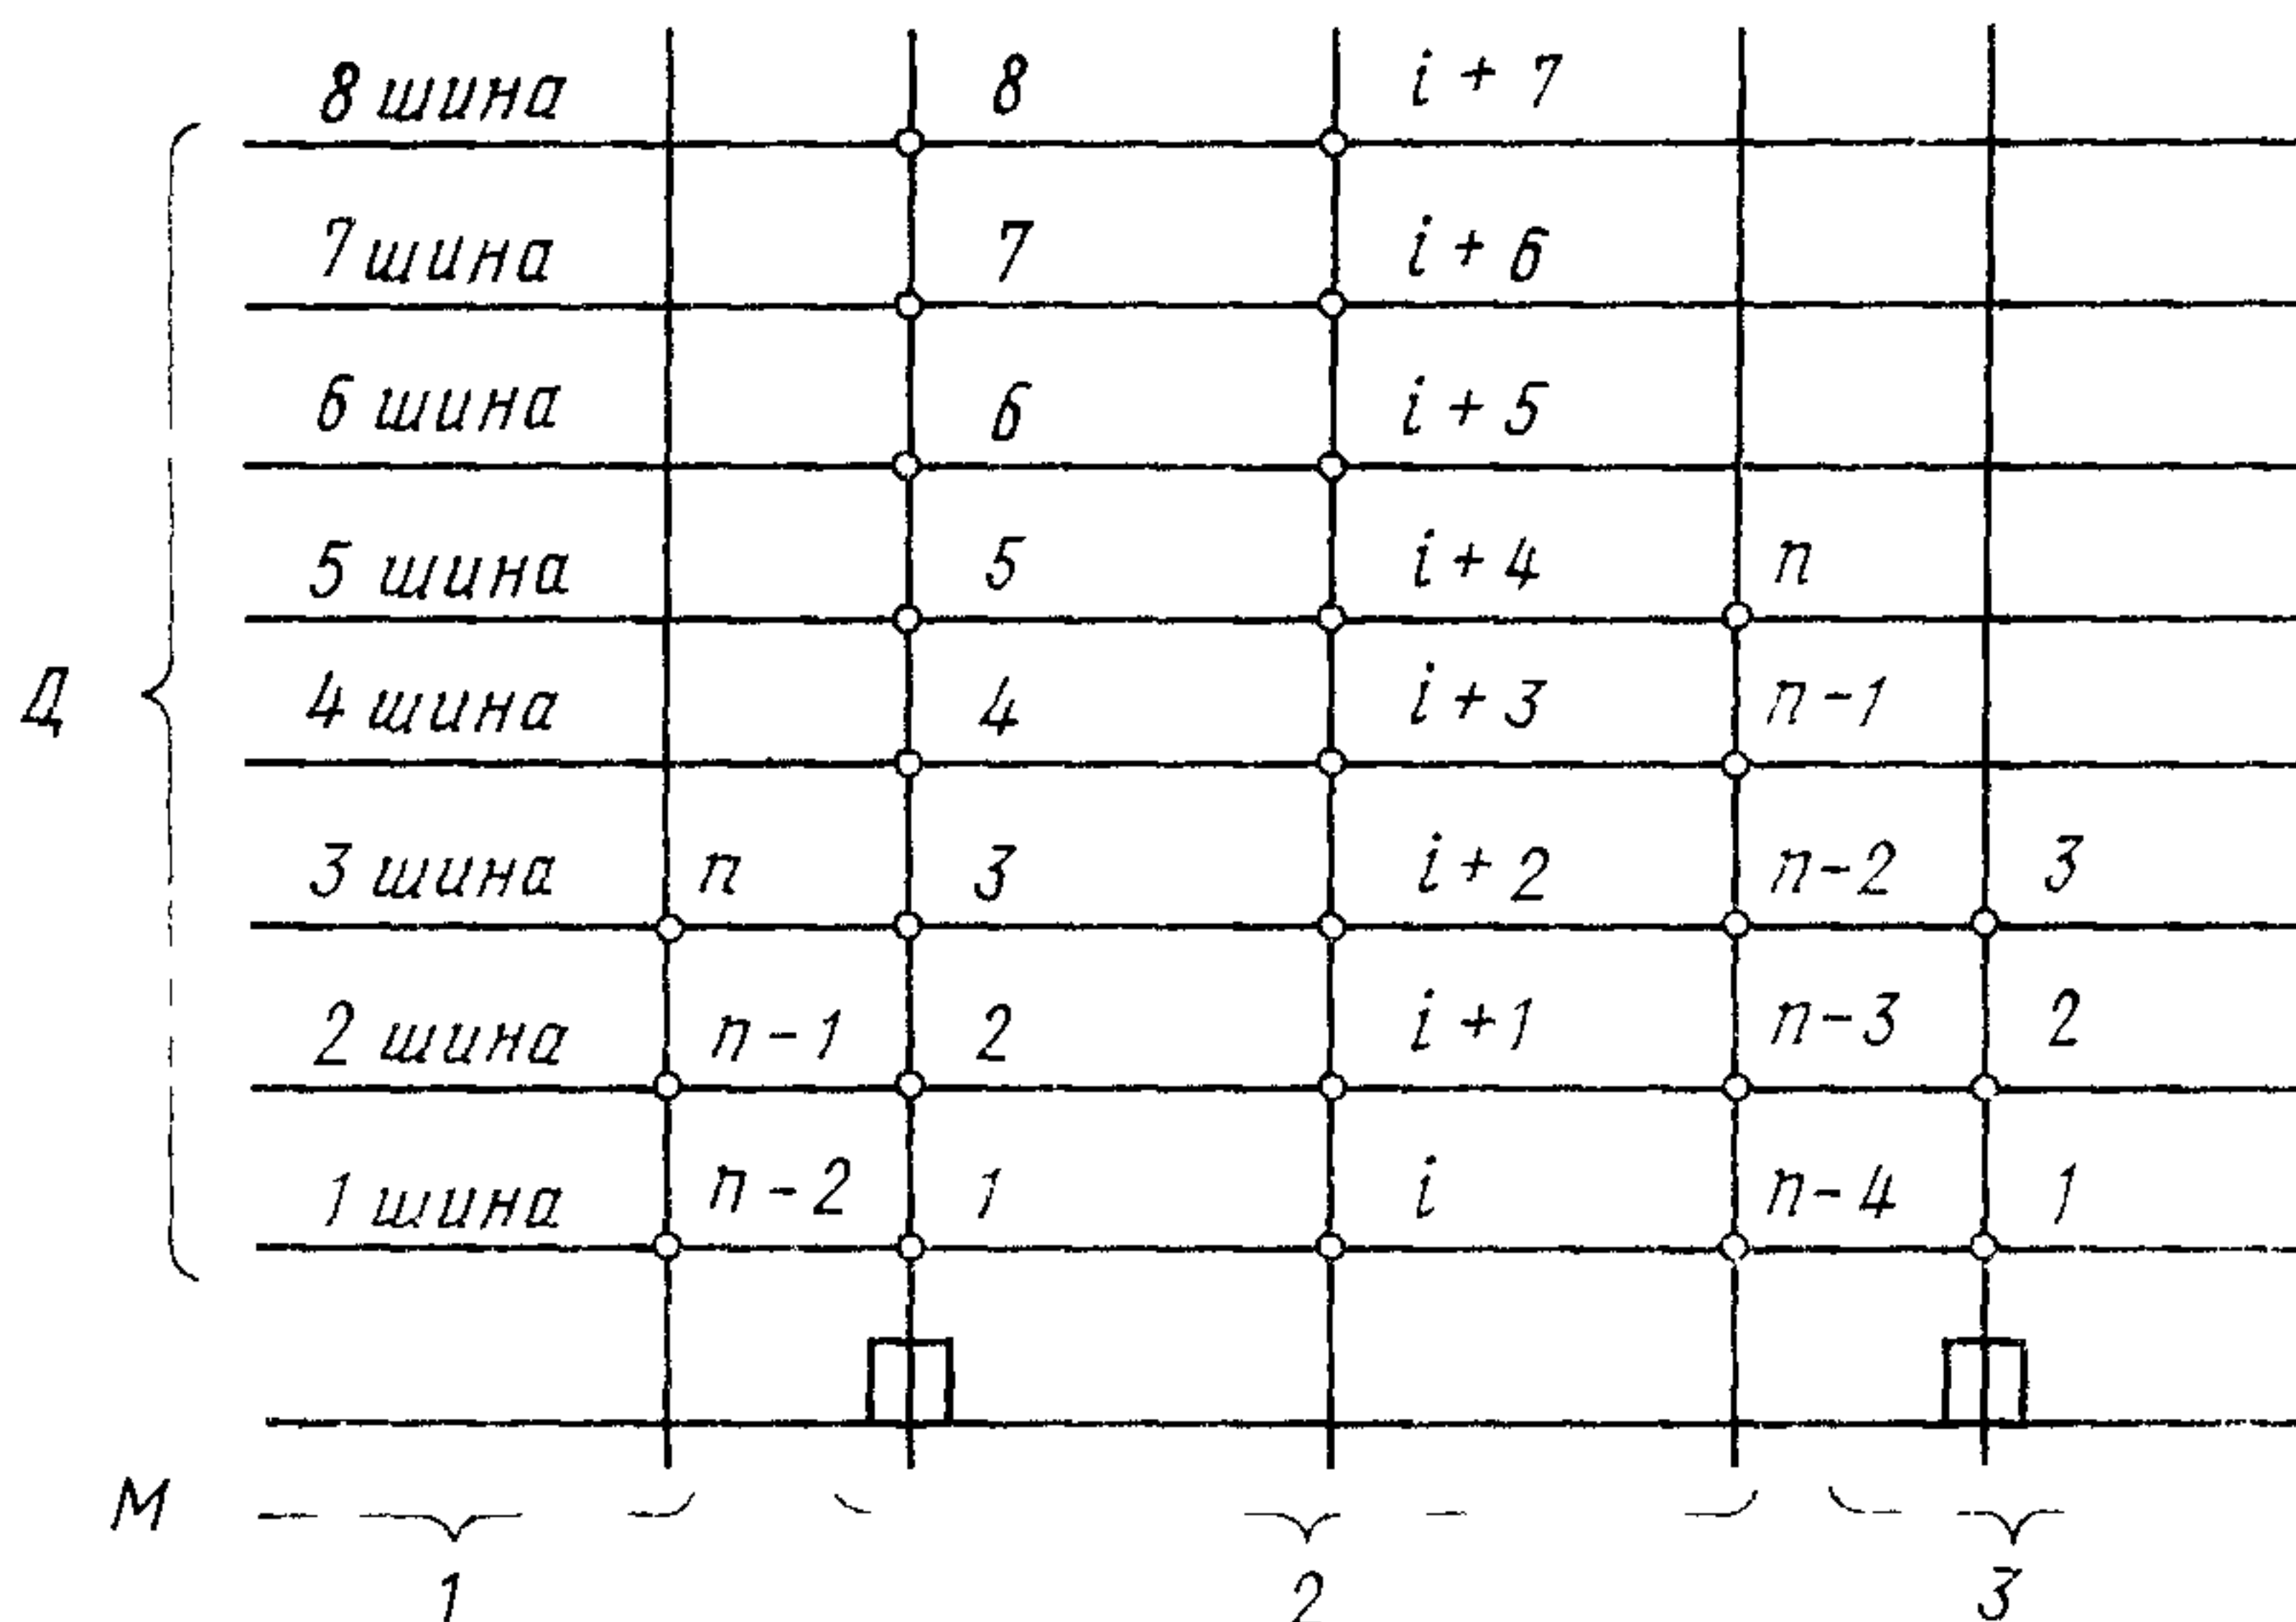 8 шина 8 i + 7
7 шина 7 i + 6
6 шина 6 i + 5
5 шина 5 i + 4 n
Д
4 шина 4 i + 3 n-1
3 шина n 3 i + 2 n-2 3
2 шина n-1 2 i + 1 n-3 2
1 шина n-2 1 i n-4 1
М
1 2 3